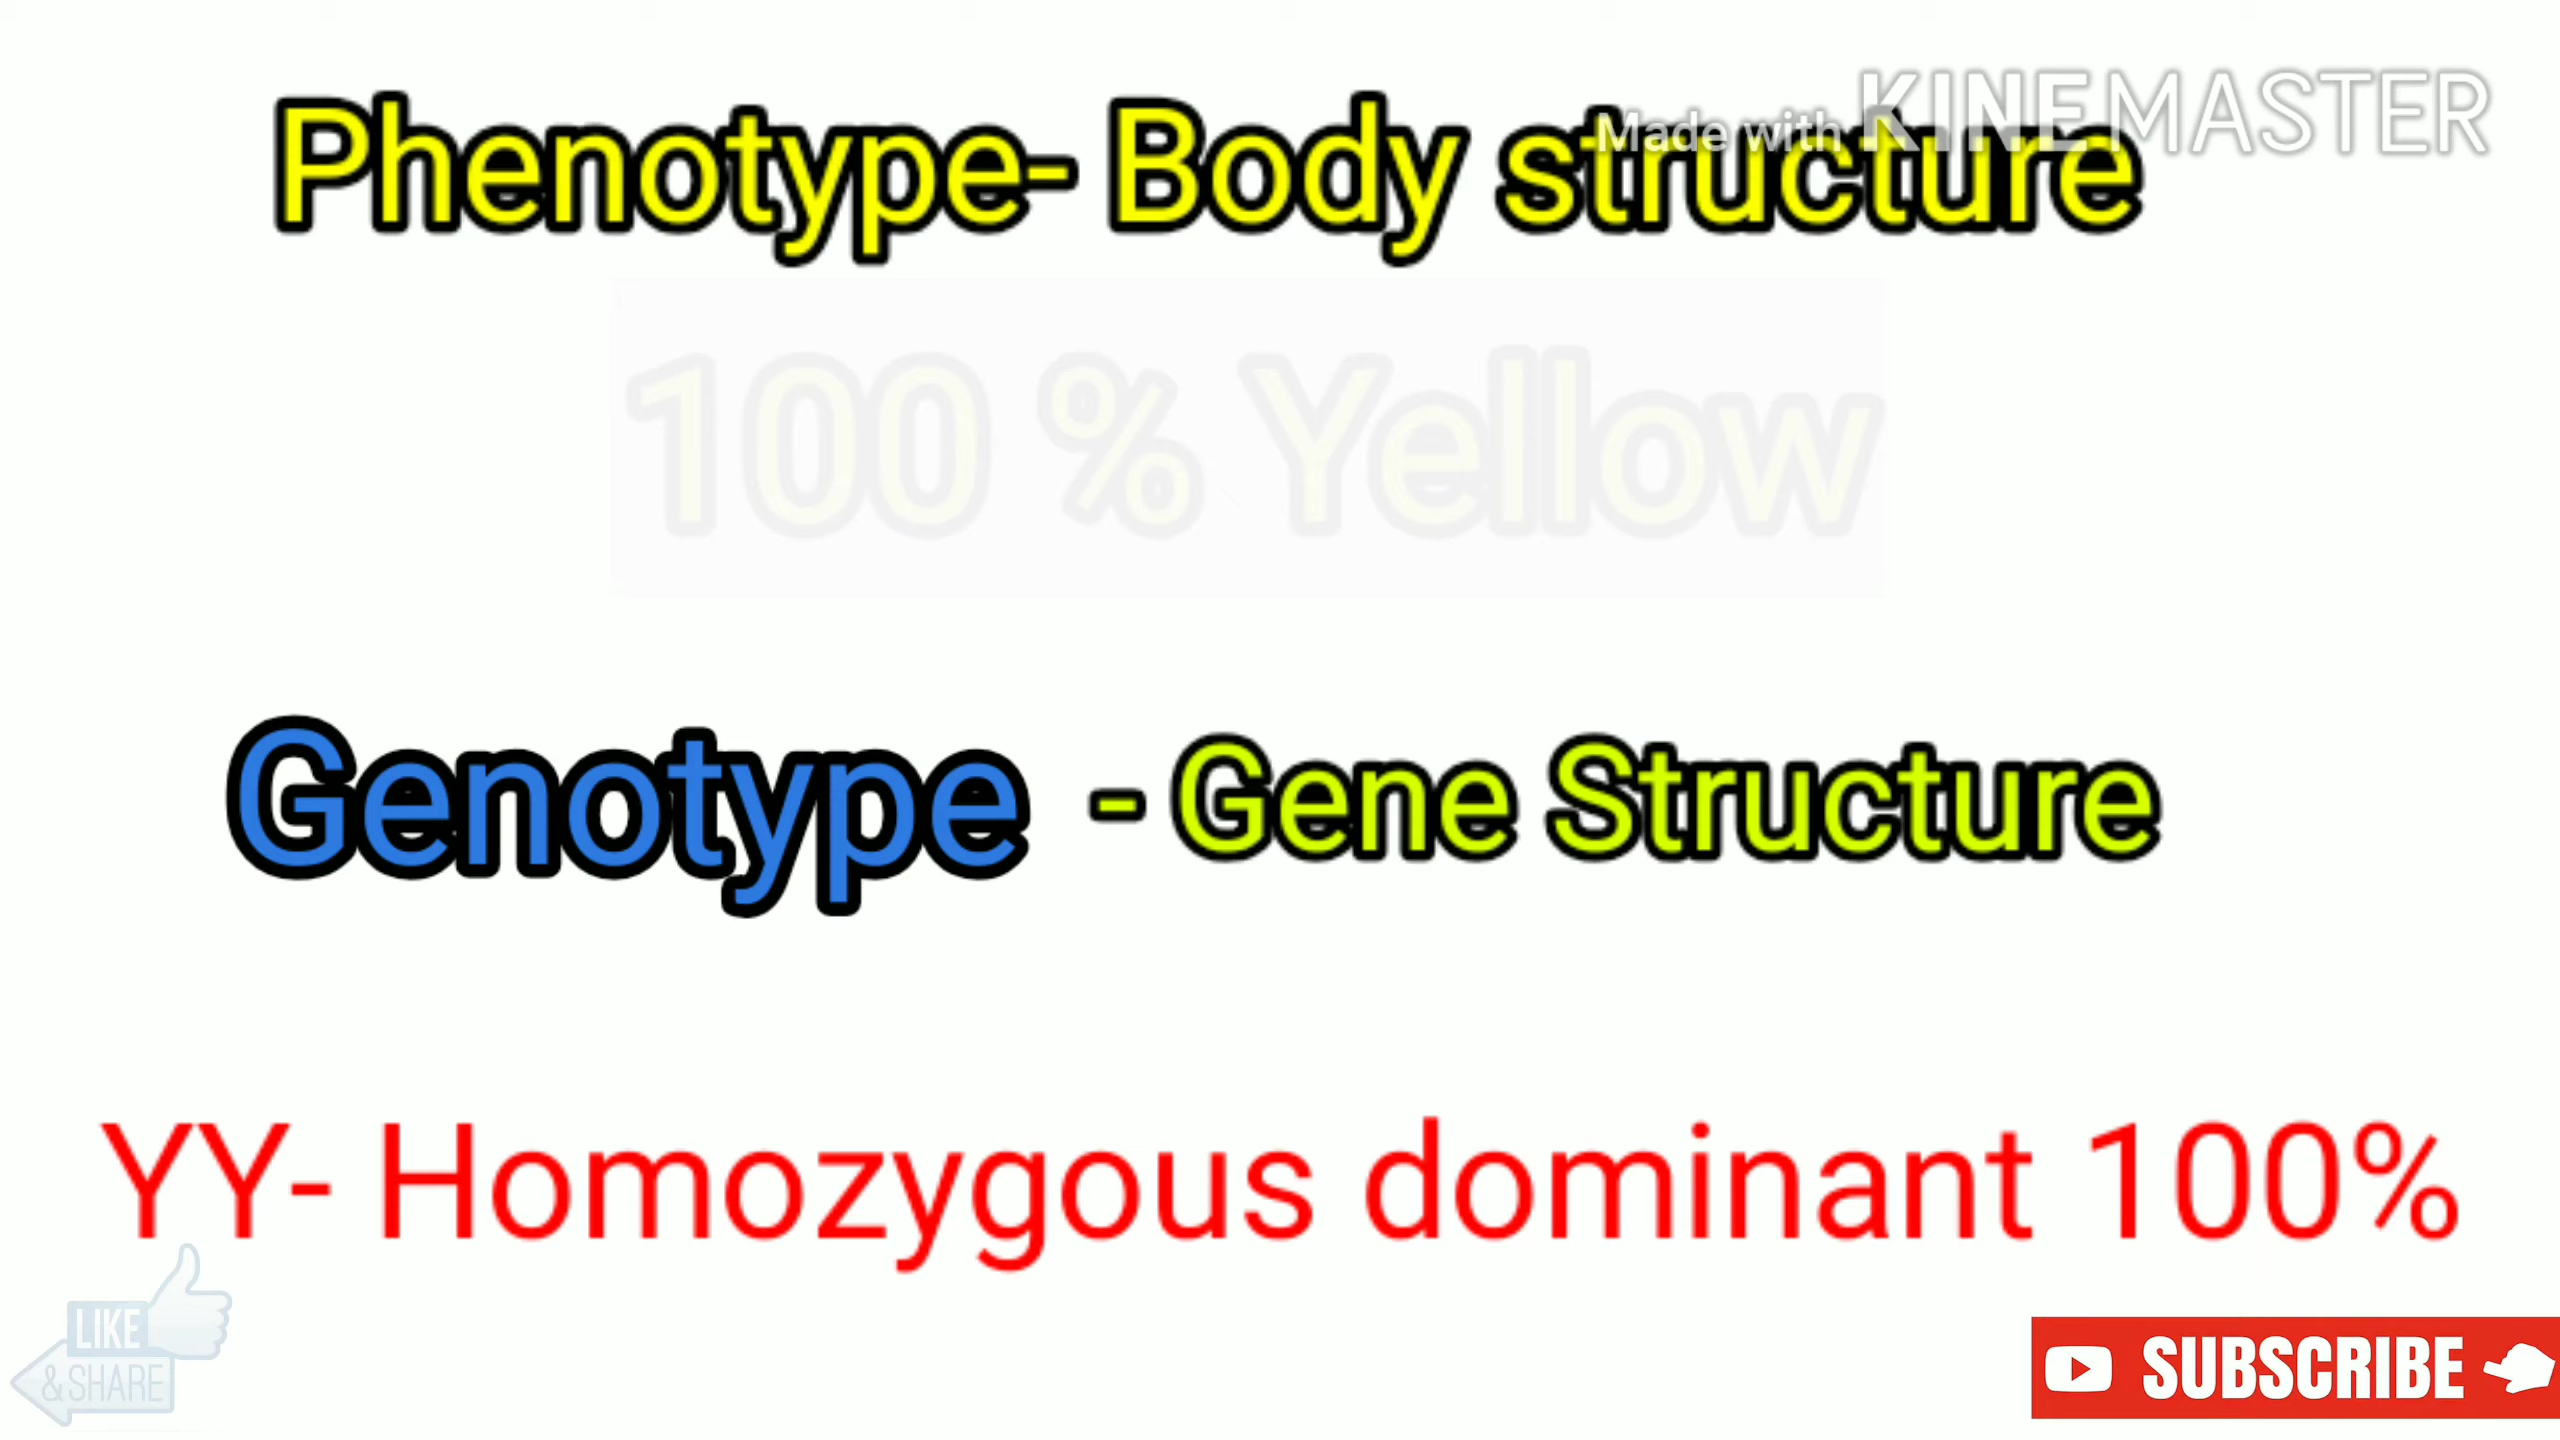 Made with KINEMASTER
Phenotype- Body structure
100 % Yellow
Genotype - Gene Structure
YY- Homozygous dominant 100%
LIKE
& SHARE
SUBSCRIBE